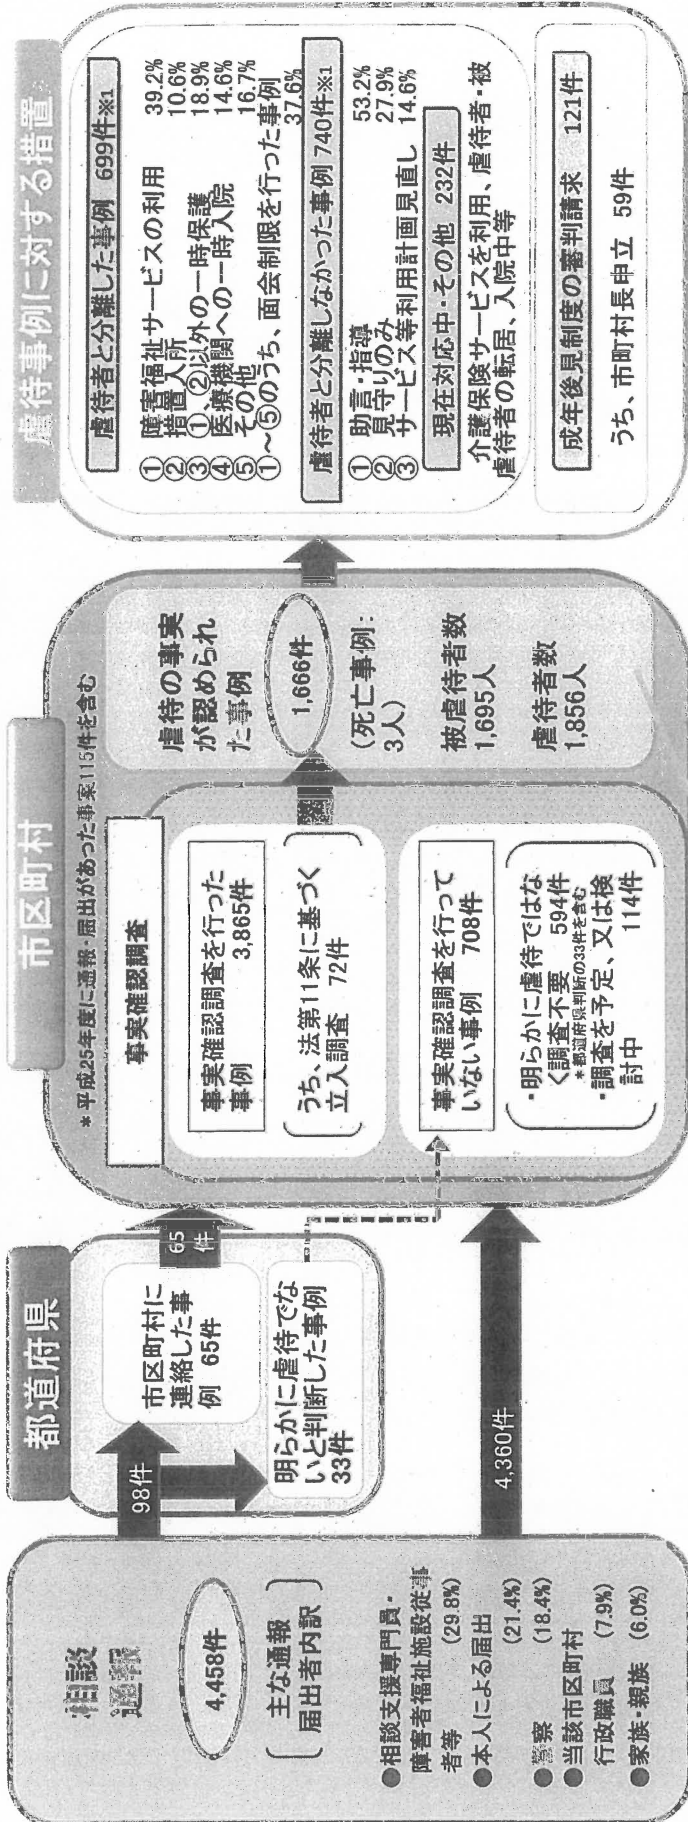 相談
通報
4,458件
主な通報
届出者内訳
●相談支援専門員・
障害者福祉施設従事
者等 (29.8%)
●本人による届出
(21.4%)
●警察 (18.4%)
●当該市区町村
行政職員 (7.9%)
●家族・親族 (6.0%)
都道府県
98件
市区町村に
連絡した事
例 65件
明らかに虐待でな
いと判断した事例
33件
65
件
4,360件
市区町村
*平成25年度に通報・届出があった事案115件を含む
事実確認調査
事実確認調査を行った
事例 3,865件
うち、法第11条に基づく
立入調査 72件
事実確認調査を行って
いない事例 708件
・明らかに虐待ではな
く調査不要 594件
*都道府県判断の33件を含む
・調査を予定、又は検
討中 114件
虐待の事実
が認められ
た事例
1,666件
(死亡事例:
3人)
被虐待者数
1,695人
虐待者数
1,856人
虐待事例に対する措置
虐待者と分離した事例 699件※1
① 障害福祉サービスの利用 39.2%
② 措置入所 10.6%
③ ①、②以外の一時保護 18.9%
④ 医療機関への一時入院 14.6%
⑤ その他 16.7%
①～⑤のうち、面会制限を行った事例
37.6%
虐待者と分離しなかった事例 740件※1
① 助言・指導 53.2%
② 見守りのみ 27.9%
③ サービス等利用計画見直し 14.6%
現在対応中・その他 232件
介護保険サービスを利用、虐待者・被
虐待者の転居、入院中等
成年後見制度の審判請求 121件
うち、市町村長申立 59件